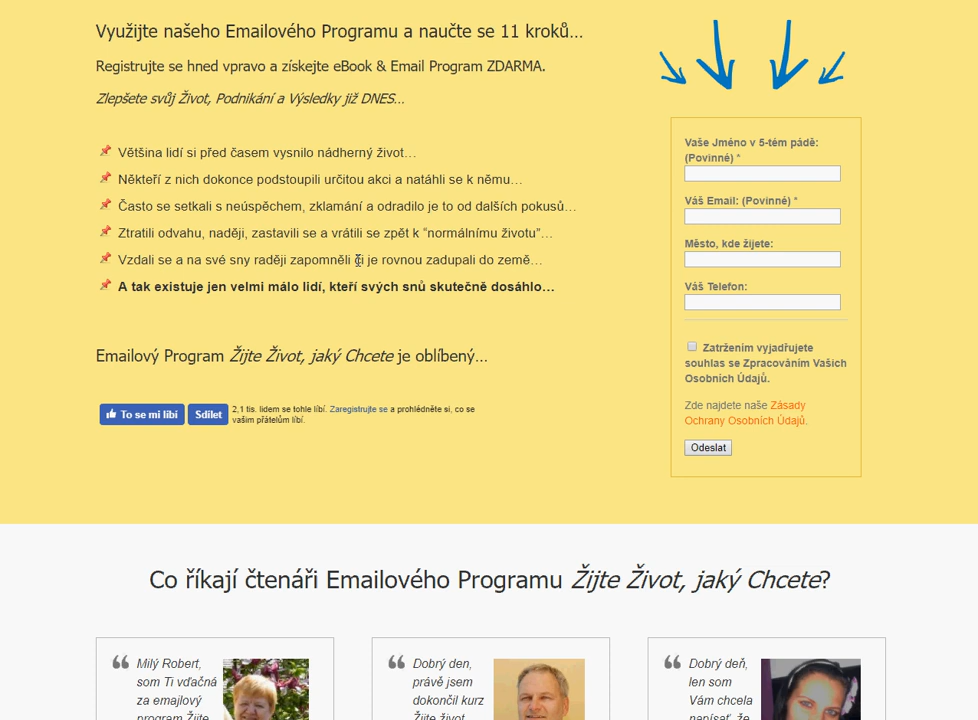 Využijte našeho Emailového Programu a naučte se 11 kroků…
Registrujte se hned vpravo a získejte eBook & Email Program ZDARMA.
Zlepšete svůj Život, Podnikání a Výsledky již DNES…
Většina lidí si před časem vysnilo nádherný život…
Někteří z nich dokonce podstoupili určitou akci a natáhli se k němu…
Často se setkali s neúspěchem, zklamání a odradilo je to od dalších pokusů…
Ztratili odvahu, naději, zastavili se a vrátili se zpět k “normálnímu životu”…
Vzdali se a na své sny raději zapomněli či je rovnou zadupali do země…
A tak existuje jen velmi málo lidí, kteří svých snů skutečně dosáhlo…
Emailový Program Žijte Život, jaký Chcete je oblíbený…
To se mi líbí
Sdílet
2,1 tis. lidem se tohle líbí. Zaregistrujte se a prohlédněte si, co se
vašim přátelům líbí.
Vaše Jméno v 5-tém pádě:
(Povinné) *
Váš Email: (Povinné) *
Město, kde žijete:
Váš Telefon:
Zatržením vyjadřujete
souhlas se Zpracováním Vašich
Osobních Údajů.
Zde najdete naše Zásady
Ochrany Osobních Údajů.
Odeslat
Co říkají čtenáři Emailového Programu Žijte Život, jaký Chcete?
Milý Robert,
som Ti vďačná
za emajlový
program Žite
Dobrý den,
právě jsem
dokončil kurz
Žijte život
Dobrý deň,
len som
Vám chcela
napísať, že